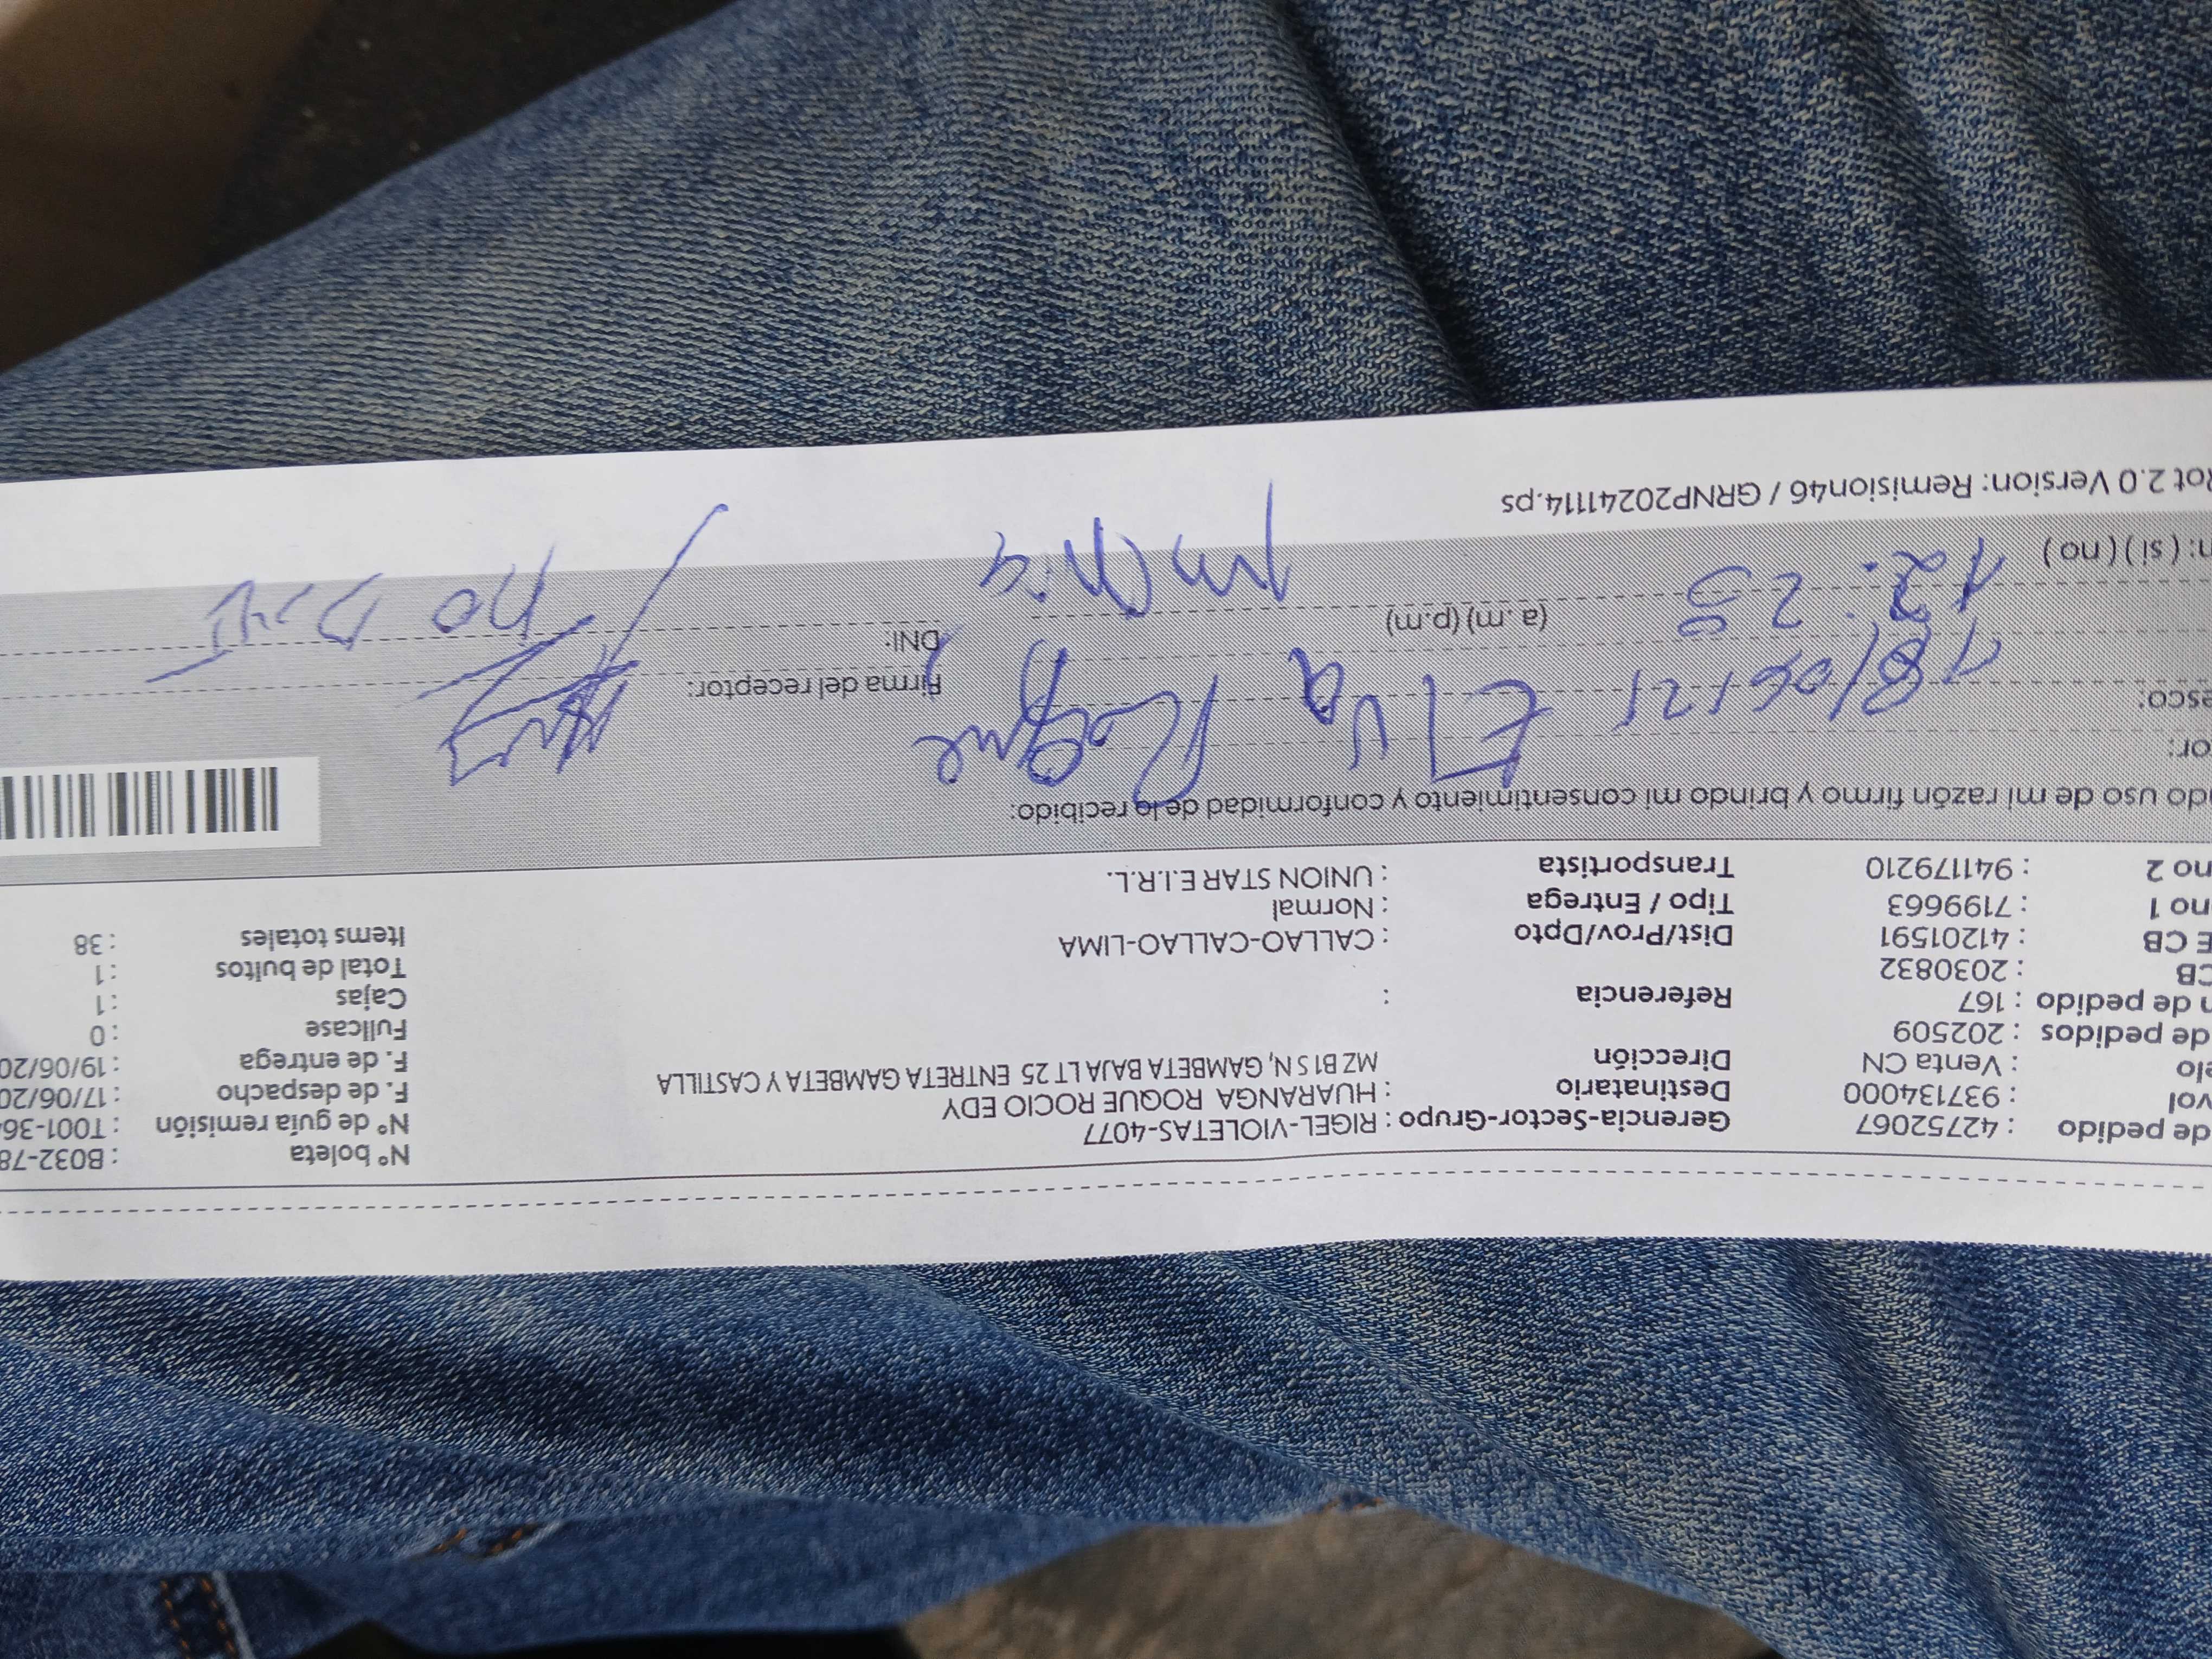 de pedido : 42752067 Gerencia-Sector-Grupo : RIGEL-VIOLETAS-4077 N° boleta : B032-78
vol : 937134000 Destinatario : HUARANGA ROQUE ROCIO EDY N° de guía remisión : T001-36
elo : Venta CN Dirección MZ B1 S N, GAMBETA BAJA LT 25 ENTRETA GAMBETA Y CASTILLA F. de despacho : 17/06/20
de pedidos : 202509 F. de entrega : 19/06/20
n de pedido : 167 Referencia : Fullcase : 0
CB : 2030832 Cajas : 1
E CB : 41201591 Dist/Prov/Dpto : CALLAO-CALLAO-LIMA Total de bultos : 1
no 1 : 7199663 Tipo / Entrega : Normal Items totales : 38
no 2 : 941179210 Transportista : UNION STAR E.I.R.L.
do uso de mi razón firmo y brindo mi consentimiento y conformidad de lo recibido:
or: Elva Roque
esco: 18/06/25 Firma del receptor:
12:25 (a.m) (p.m) DNI: no
n: ( si ) ( no )
Rot 2.0 Version: Remision46 / GRNP20241114.ps